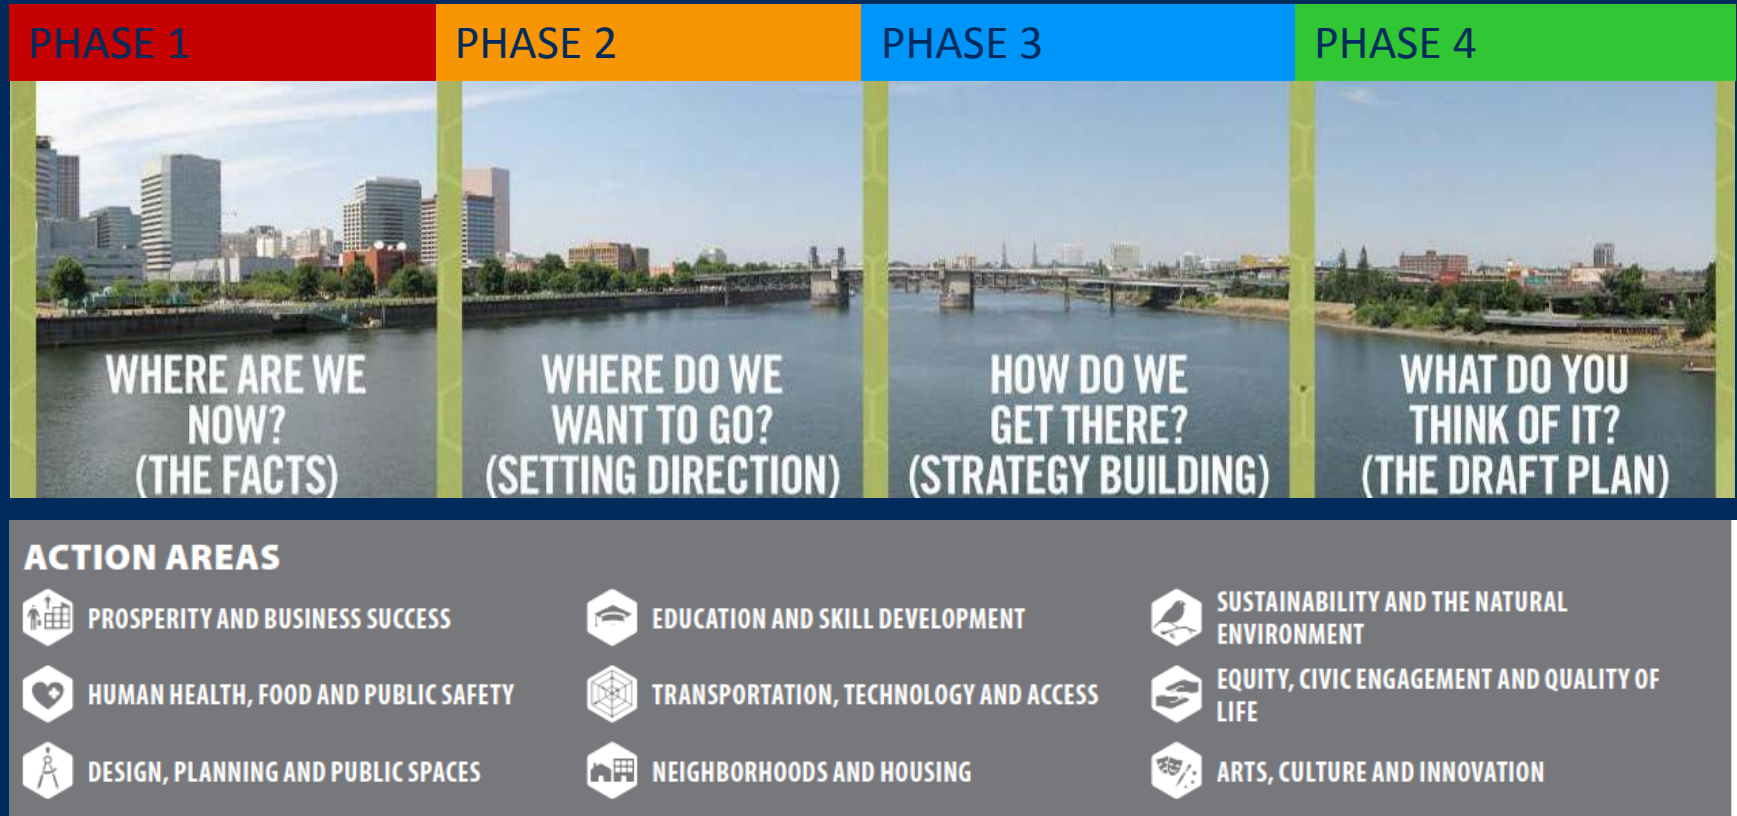 PHASE 1
PHASE 2
PHASE 3
PHASE 4
WHERE ARE WE
NOW?
(THE FACTS)
WHERE DO WE
WANT TO GO?
(SETTING DIRECTION)
HOW DO WE
GET THERE?
(STRATEGY BUILDING)
WHAT DO YOU
THINK OF IT?
(THE DRAFT PLAN)
ACTION AREAS
PROSPERITY AND BUSINESS SUCCESS
HUMAN HEALTH, FOOD AND PUBLIC SAFETY
DESIGN, PLANNING AND PUBLIC SPACES
EDUCATION AND SKILL DEVELOPMENT
TRANSPORTATION, TECHNOLOGY AND ACCESS
NEIGHBORHOODS AND HOUSING
SUSTAINABILITY AND THE NATURAL
ENVIRONMENT
EQUITY, CIVIC ENGAGEMENT AND QUALITY OF
LIFE
ARTS, CULTURE AND INNOVATION